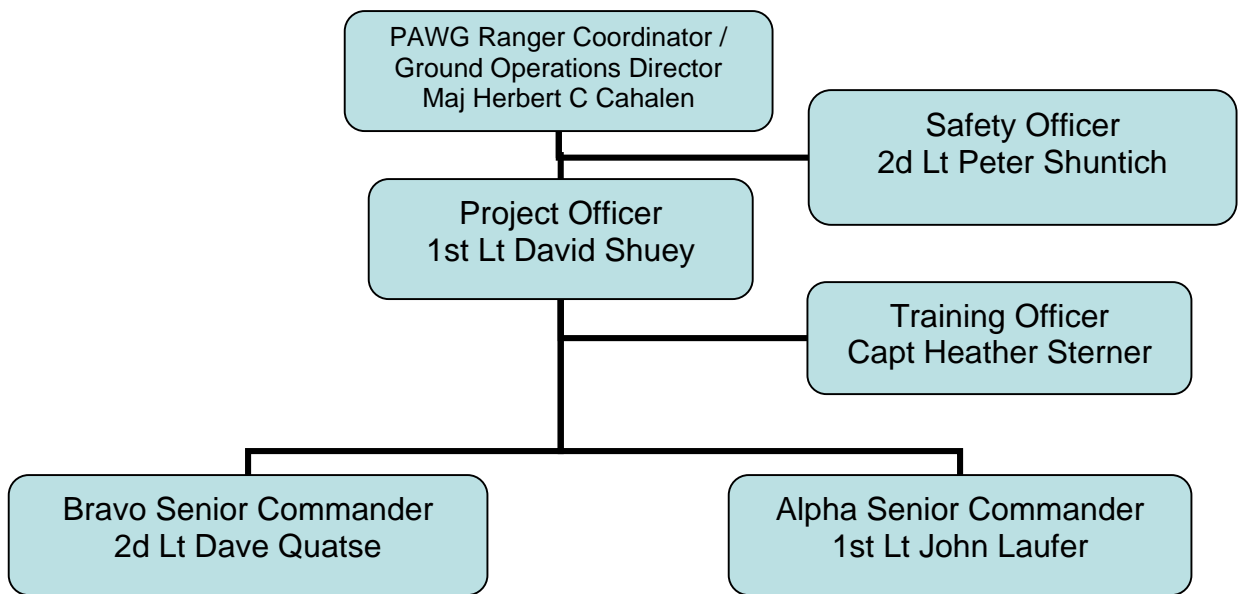 PAWG Ranger Coordinator /
Ground Operations Director
Maj Herbert C Cahalen
Safety Officer
2d Lt Peter Shuntich
Project Officer
1st Lt David Shuey
Training Officer
Capt Heather Sterner
Bravo Senior Commander
2d Lt Dave Quatse
Alpha Senior Commander
1st Lt John Laufer